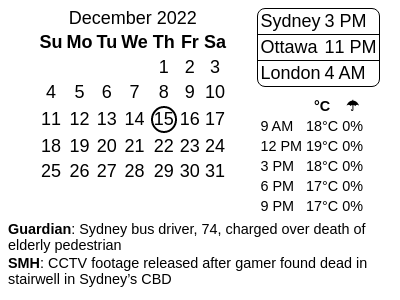 December 2022
Su Mo Tu We Th Fr Sa
1 2 3
4 5 6 7 8 9 10
11 12 13 14 15 16 17
18 19 20 21 22 23 24
25 26 27 28 29 30 31
Sydney 3 PM
Ottawa 11 PM
London 4 AM
°C ☂
9 AM 18°C 0%
12 PM 19°C 0%
3 PM 18°C 0%
6 PM 17°C 0%
9 PM 17°C 0%
Guardian: Sydney bus driver, 74, charged over death of
elderly pedestrian
SMH: CCTV footage released after gamer found dead in
stairwell in Sydney’s CBD